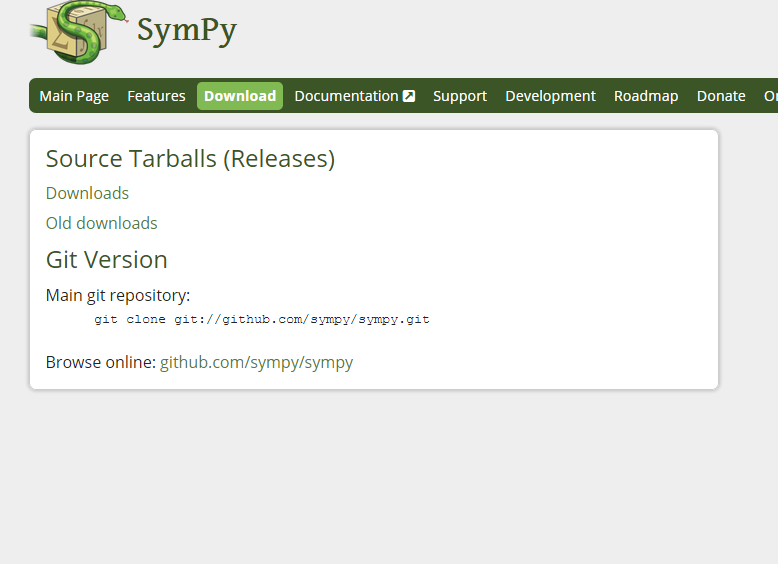 SymPy
Main Page Features Download Documentation Support Development Roadmap Donate
Source Tarballs (Releases)
Downloads
Old downloads
Git Version
Main git repository:
git clone git://github.com/sympy/sympy.git
Browse online: github.com/sympy/sympy